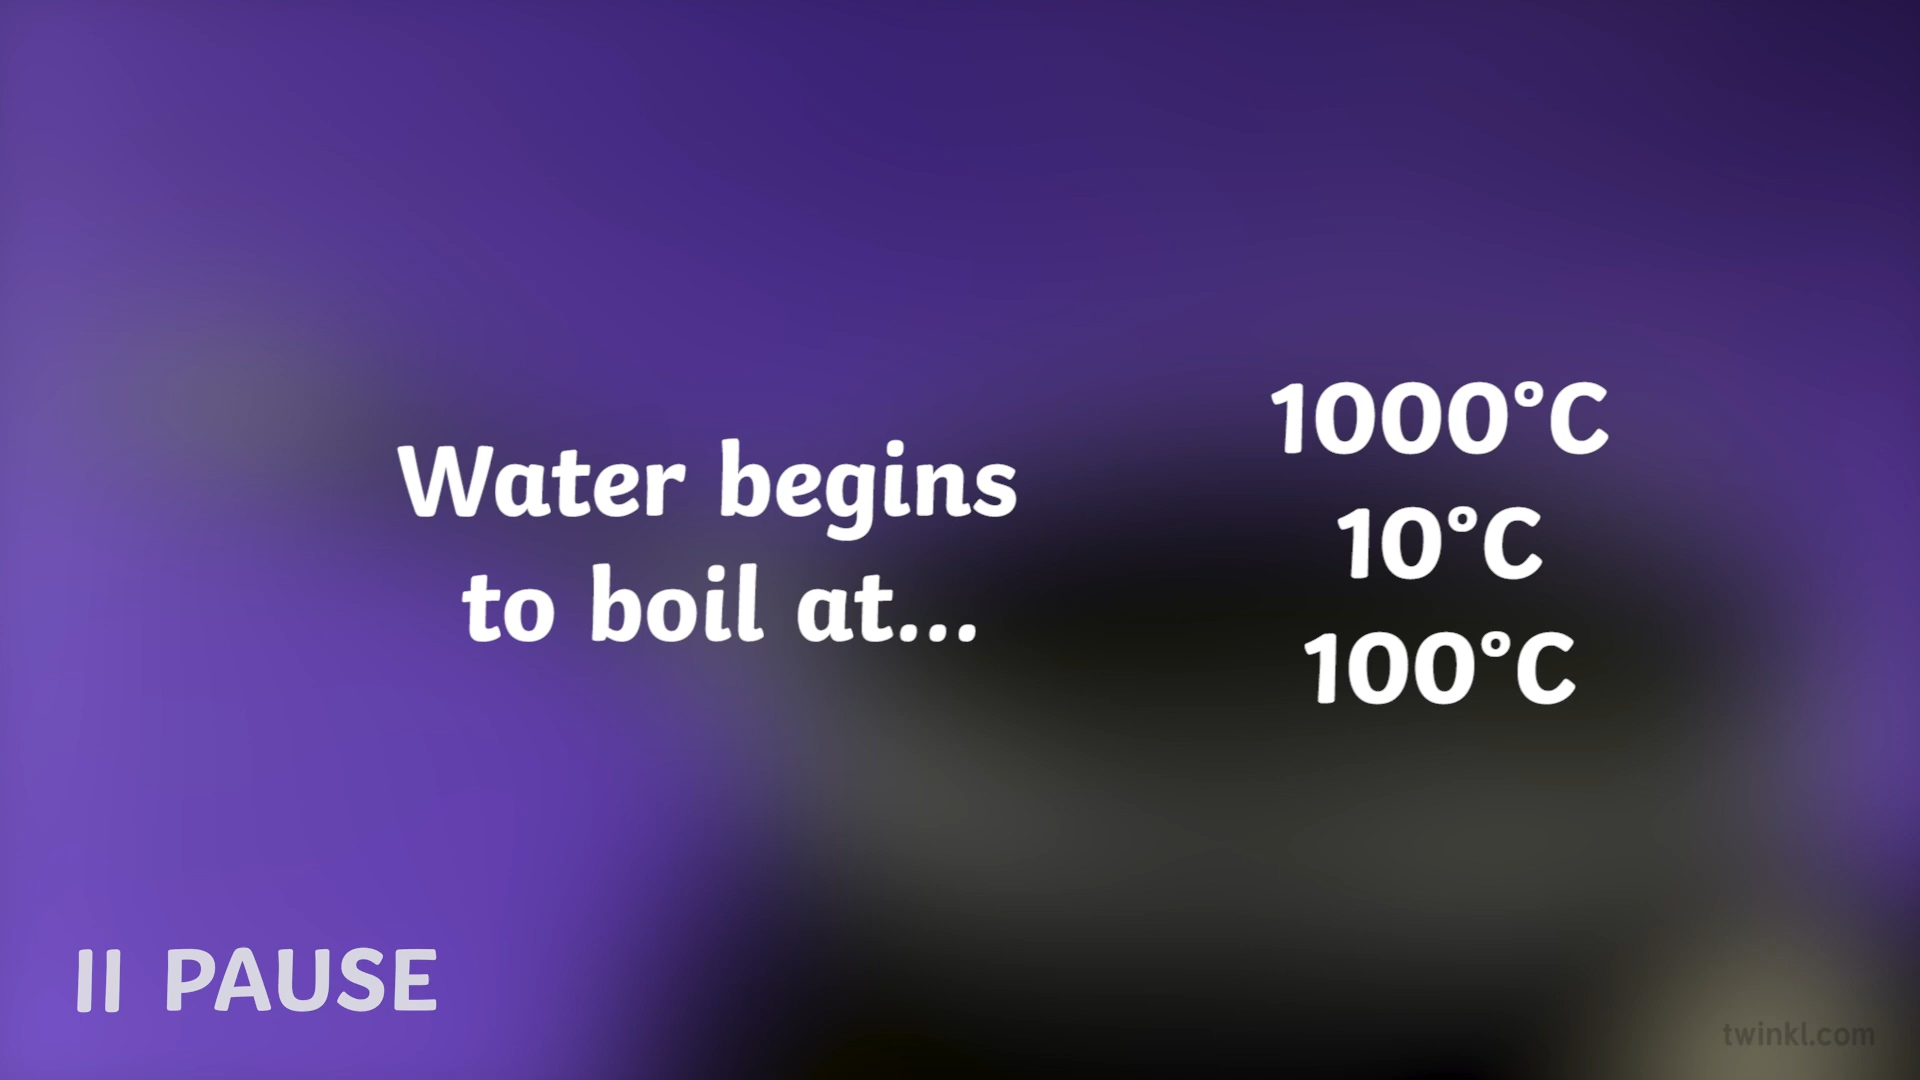 Water begins
to boil at...
1000°C
10°C
100°C
II PAUSE
twinkl.com